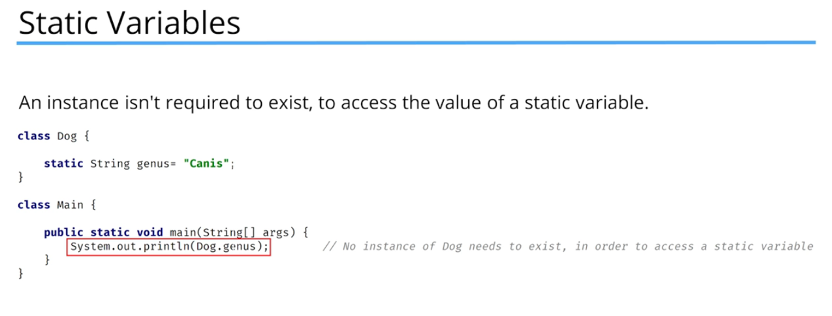 Static Variables
An instance isn't required to exist, to access the value of a static variable.
class Dog {
static String genus= "Canis";
}
class Main {
public static void main(String[] args) {
System.out.println(Dog.genus); // No instance of Dog needs to exist, in order to access a static variable
}
}